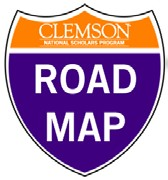 CLEMSON®
NATIONAL SCHOLARS PROGRAM
ROAD
MAP